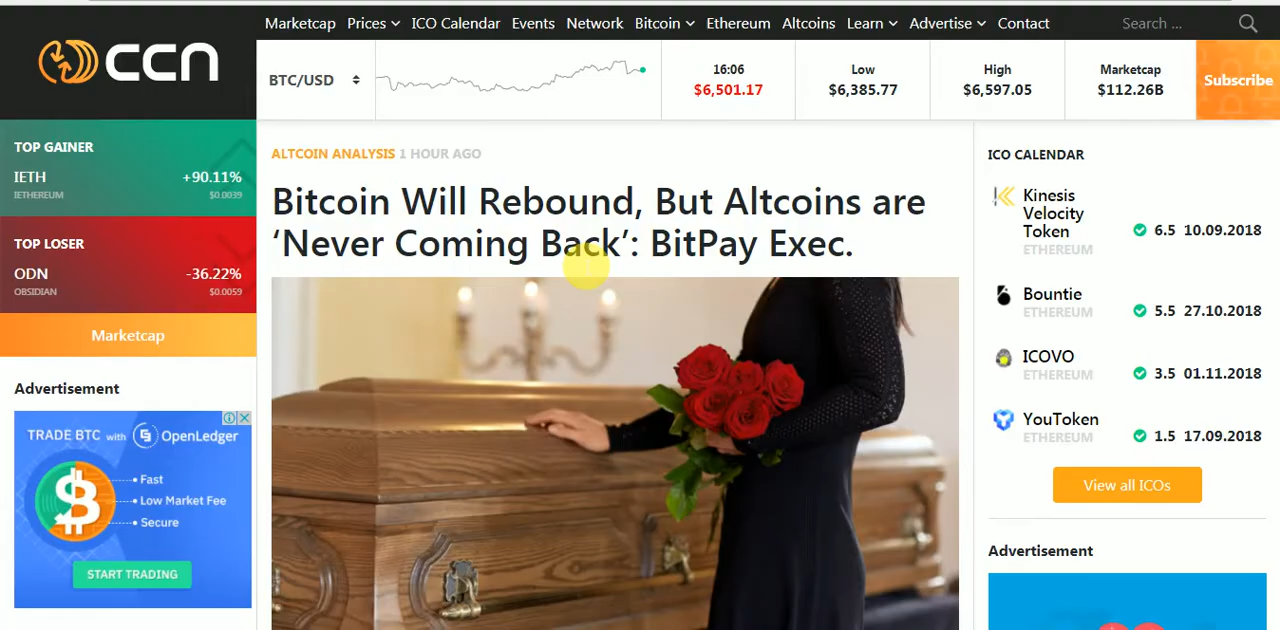 CCN
Marketcap Prices ICO Calendar Events Network Bitcoin Ethereum Altcoins Learn Advertise Contact Search ...
BTC/USD
16:06
$6,501.17
Low
$6,385.77
High
$6,597.05
Marketcap
$112.26B
Subscribe
TOP GAINER
IETH +90.11%
IETHEREUM $0.0039
TOP LOSER
ODN -36.22%
OBSIDIAN $0.0059
Marketcap
Advertisement
TRADE BTC with OpenLedger
Fast
Low Market Fee
Secure
START TRADING
ALTCOIN ANALYSIS 1 HOUR AGO
Bitcoin Will Rebound, But Altcoins are
‘Never Coming Back’: BitPay Exec.
ICO CALENDAR
Kinesis
Velocity
Token
ETHEREUM
6.5 10.09.2018
Bountie
ETHEREUM
5.5 27.10.2018
ICOVO
ETHEREUM
3.5 01.11.2018
YouToken
ETHEREUM
1.5 17.09.2018
View all ICOs
Advertisement